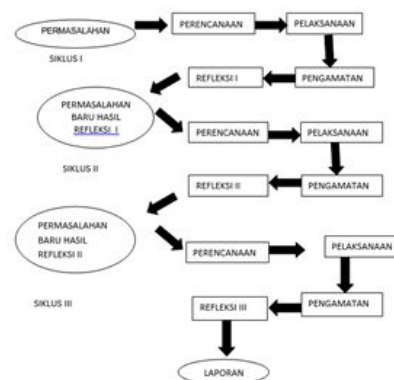 PERMASALAHAN
PERENCANAAN
PELAKSANAAN
SIKLUS I
REFLEKSI I
PENGAMATAN
PERMASALAHAN
BARU HASIL
REFLEKSI I
PERENCANAAN
PELAKSANAAN
SIKLUS II
REFLEKSI II
PENGAMATAN
PERMASALAHAN
BARU HASIL
REFLEKSI II
PERENCANAAN
PELAKSANAAN
SIKLUS III
REFLEKSI III
PENGAMATAN
LAPORAN